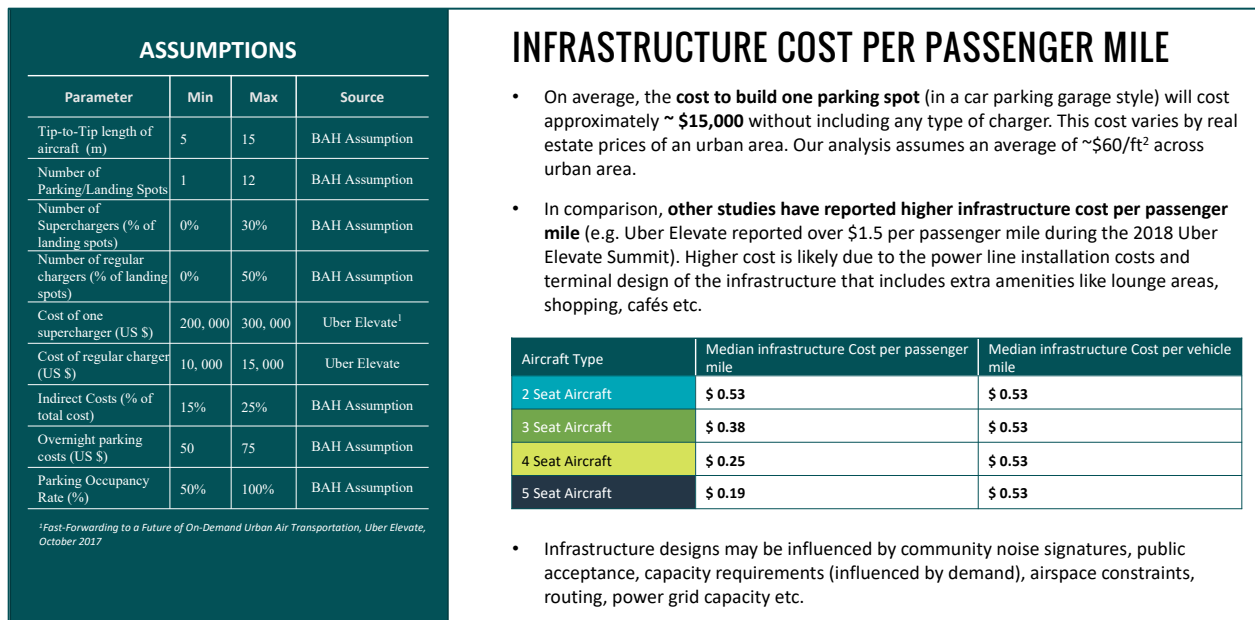 ASSUMPTIONS
Parameter Min Max Source
Tip-to-Tip length of
aircraft (m) 5 15 BAH Assumption
Number of
Parking/Landing Spots 1 12 BAH Assumption
Number of
Superchargers (% of
landing spots) 0% 30% BAH Assumption
Number of regular
chargers (% of landing
spots) 0% 50% BAH Assumption
Cost of one
supercharger (US $) 200, 000 300, 000 Uber Elevate1
Cost of regular charger
(US $) 10, 000 15, 000 Uber Elevate
Indirect Costs (% of
total cost) 15% 25% BAH Assumption
Overnight parking
costs (US $) 50 75 BAH Assumption
Parking Occupancy
Rate (%) 50% 100% BAH Assumption
1Fast-Forwarding to a Future of On-Demand Urban Air Transportation, Uber Elevate,
October 2017
INFRASTRUCTURE COST PER PASSENGER MILE
• On average, the cost to build one parking spot (in a car parking garage style) will cost
approximately ~ $15,000 without including any type of charger. This cost varies by real
estate prices of an urban area. Our analysis assumes an average of ~$60/ft2 across
urban area.
• In comparison, other studies have reported higher infrastructure cost per passenger
mile (e.g. Uber Elevate reported over $1.5 per passenger mile during the 2018 Uber
Elevate Summit). Higher cost is likely due to the power line installation costs and
terminal design of the infrastructure that includes extra amenities like lounge areas,
shopping, cafés etc.
Aircraft Type Median infrastructure Cost per passenger
mile Median infrastructure Cost per vehicle
mile
2 Seat Aircraft $ 0.53 $ 0.53
3 Seat Aircraft $ 0.38 $ 0.53
4 Seat Aircraft $ 0.25 $ 0.53
5 Seat Aircraft $ 0.19 $ 0.53
• Infrastructure designs may be influenced by community noise signatures, public
acceptance, capacity requirements (influenced by demand), airspace constraints,
routing, power grid capacity etc.